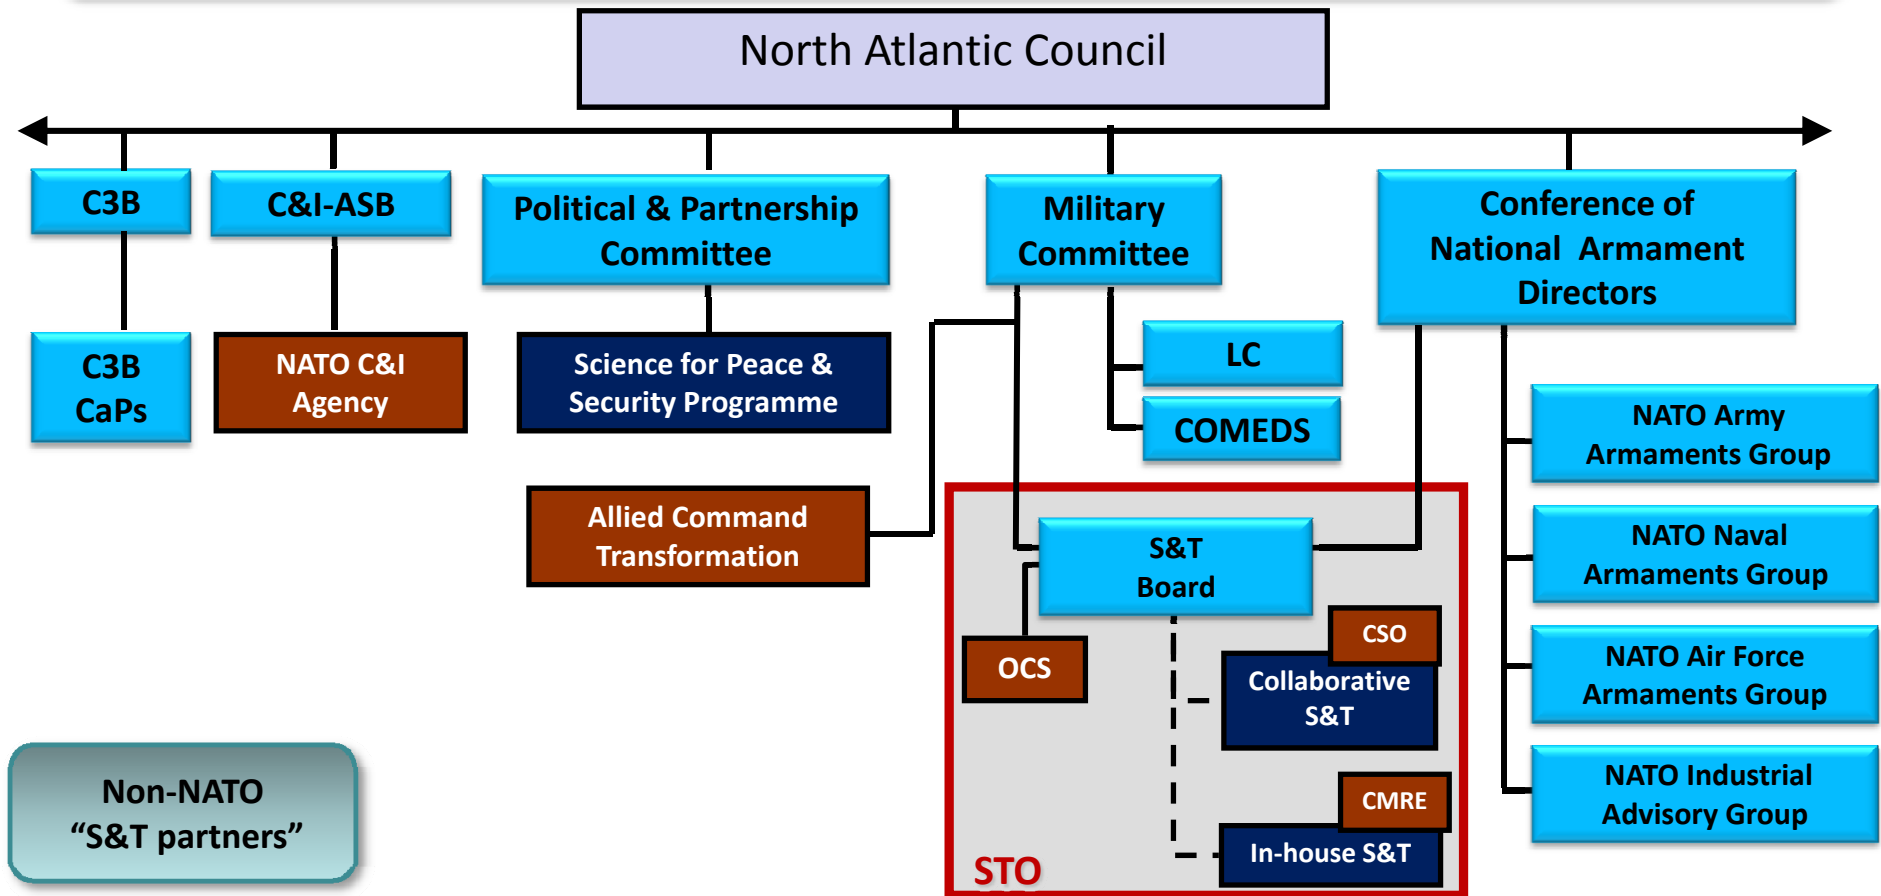 North Atlantic Council
C3B
C&I-ASB
Political & Partnership
Committee
Military
Committee
Conference of
National Armament
Directors
C3B
CaPs
NATO C&I
Agency
Science for Peace &
Security Programme
LC
COMEDS
NATO Army
Armaments Group
Allied Command
Transformation
S&T
Board
NATO Naval
Armaments Group
OCS
CSO
Collaborative
S&T
NATO Air Force
Armaments Group
Non-NATO
“S&T partners”
CMRE
In-house S&T
STO
NATO Industrial
Advisory Group